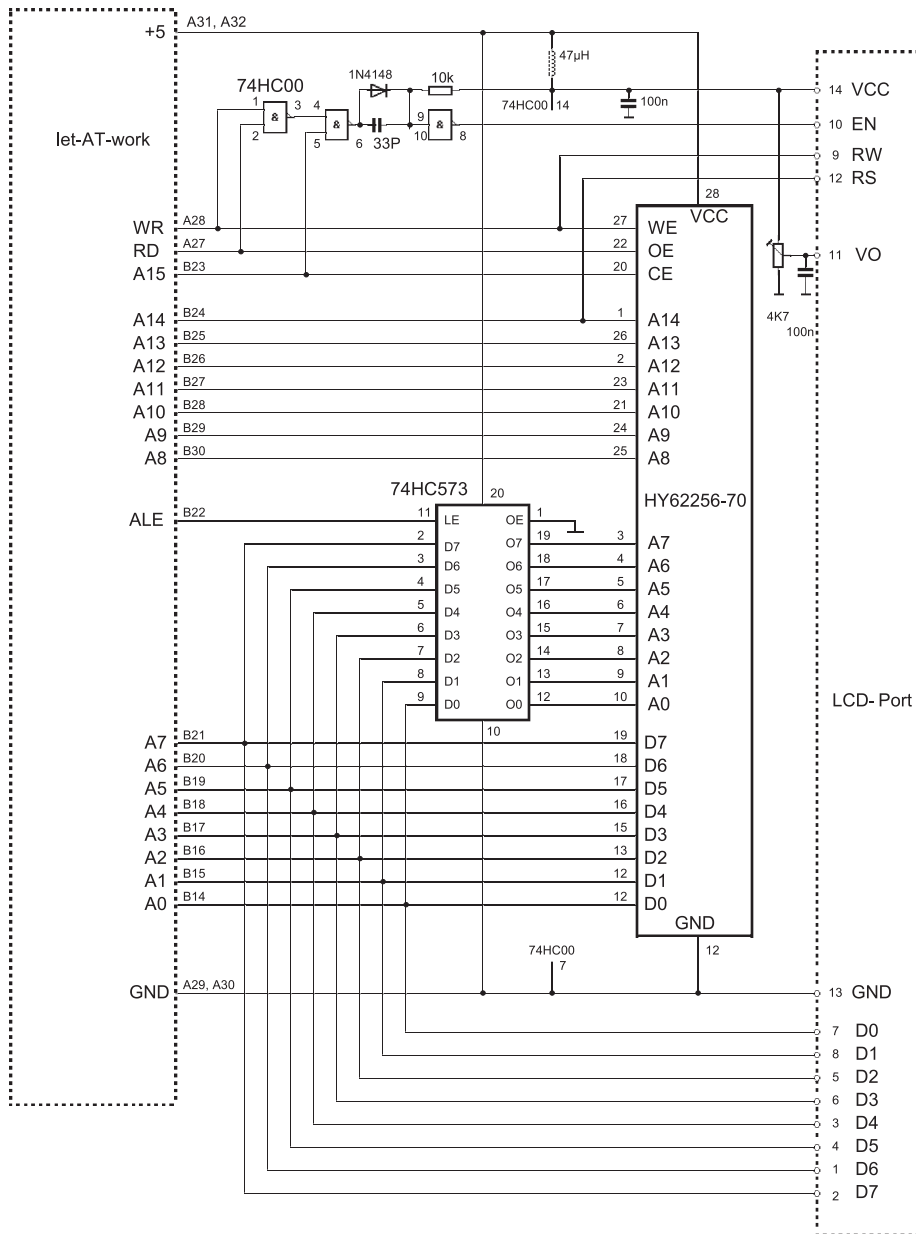 +5 A31, A32
47µH
1N4148 10k
74HC00
74HC00 14
100n
14 VCC
1 3 4 9
& & &
2 5 6 33P 10 8
10 EN
let-AT-work
9 RW
12 RS
28
VCC
WR A28 27 WE
RD A27 22 OE
A15 B23 20 CE
11 VO
4K7
100n
A14 B24 1 A14
A13 B25 26 A13
A12 B26 2 A12
A11 B27 23 A11
A10 B28 21 A10
A9 B29 24 A9
A8 B30 25 A8
74HC573
20
HY62256-70
ALE B22 11 LE OE 1
2 D7 O7 19 3 A7
3 D6 O6 18 4 A6
4 D5 O5 17 5 A5
5 D4 O4 16 6 A4
6 D3 O3 15 7 A3
7 D2 O2 14 8 A2
8 D1 O1 13 9 A1
9 D0 O0 12 10 A0
LCD- Port
10
A7 B21 19 D7
A6 B20 18 D6
A5 B19 17 D5
A4 B18 16 D4
A3 B17 15 D3
A2 B16 13 D2
A1 B15 12 D1
A0 B14 12 D0
GND
12
74HC00
7
GND A29, A30 13 GND
7 D0
8 D1
5 D2
6 D3
3 D4
4 D5
1 D6
2 D7